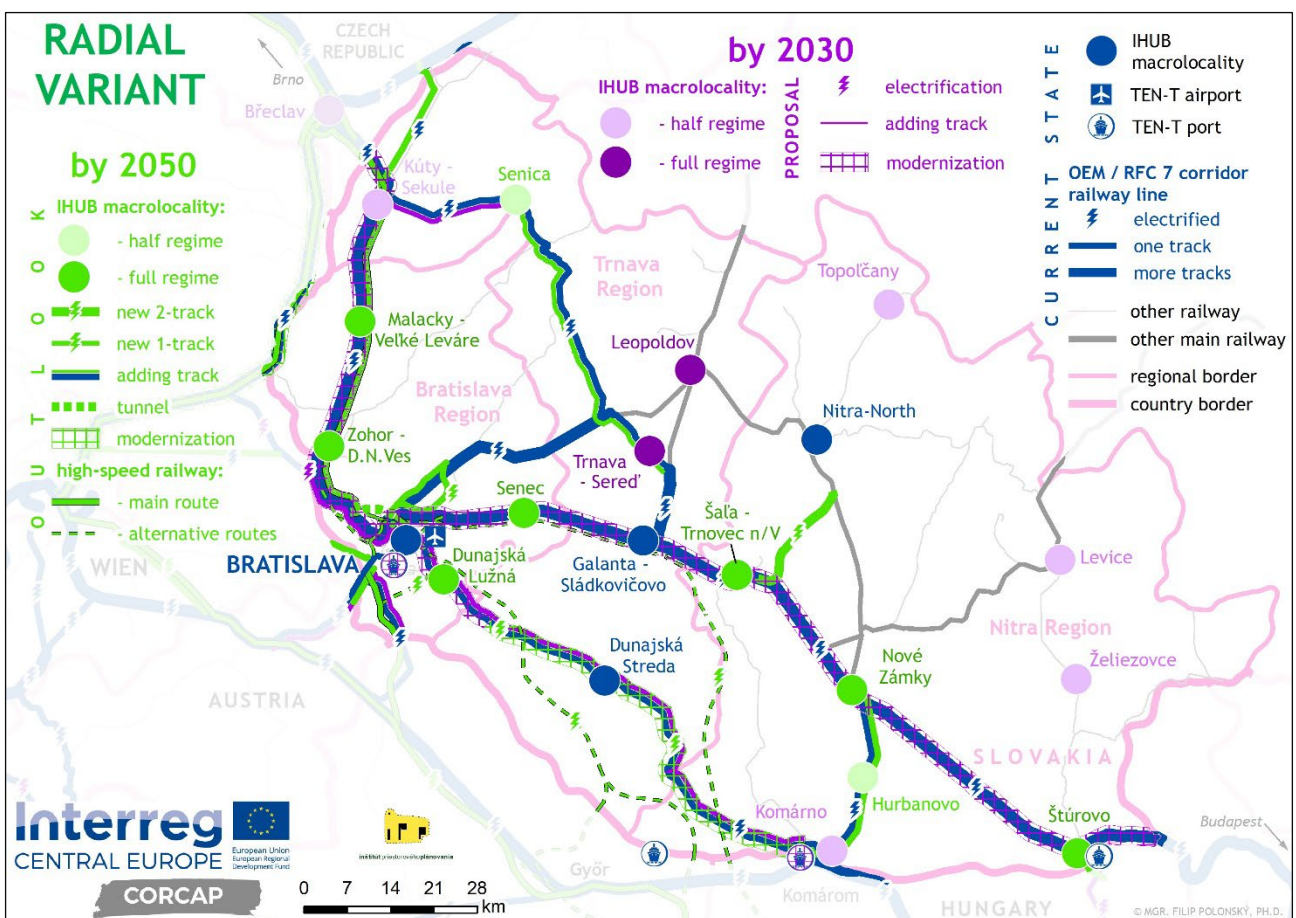 RADIAL
VARIANT
by 2050
OUTLOOK
IHUB macrolocality:
- half regime
- full regime
new 2-track
new 1-track
adding track
tunnel
modernization
high-speed railway:
- main route
- alternative routes
by 2030
IHUB macrolocality:
- half regime
- full regime
PROPOSAL
electrification
adding track
modernization
CURRENT STATE
IHUB
macrolocality
TEN-T airport
TEN-T port
OEM / RFC 7 corridor
railway line
electrified
one track
more tracks
other railway
other main railway
regional border
country border
CZECH
REPUBLIC
Brno
Břeclav
Kúty -
Sekule
Senica
Trnava
Region
Topoľčany
Malacky -
Veľké Leváre
Leopoldov
Bratislava
Region
Nitra-North
Zohor -
D.N.Ves
Trnava
- Sereď
Senec
Šaľa -
Trnovec n/V
BRATISLAVA
Dunajská
Lužná
Galanta -
Sládkovičovo
Levice
WIEN
Nitra Region
Dunajská
Streda
Nové
Zámky
Želiezovce
AUSTRIA
SLOVAKIA
Hurbanovo
Komárno
Štúrovo
Budapest
Győr
Komárom
HUNGARY
Interreg
CENTRAL EUROPE
European Union
European Regional
Development Fund
CORCAP
inštitút priestorového plánovania
0 7 14 21 28
km
© MGR. FILIP POLONSKÝ, PH.D.